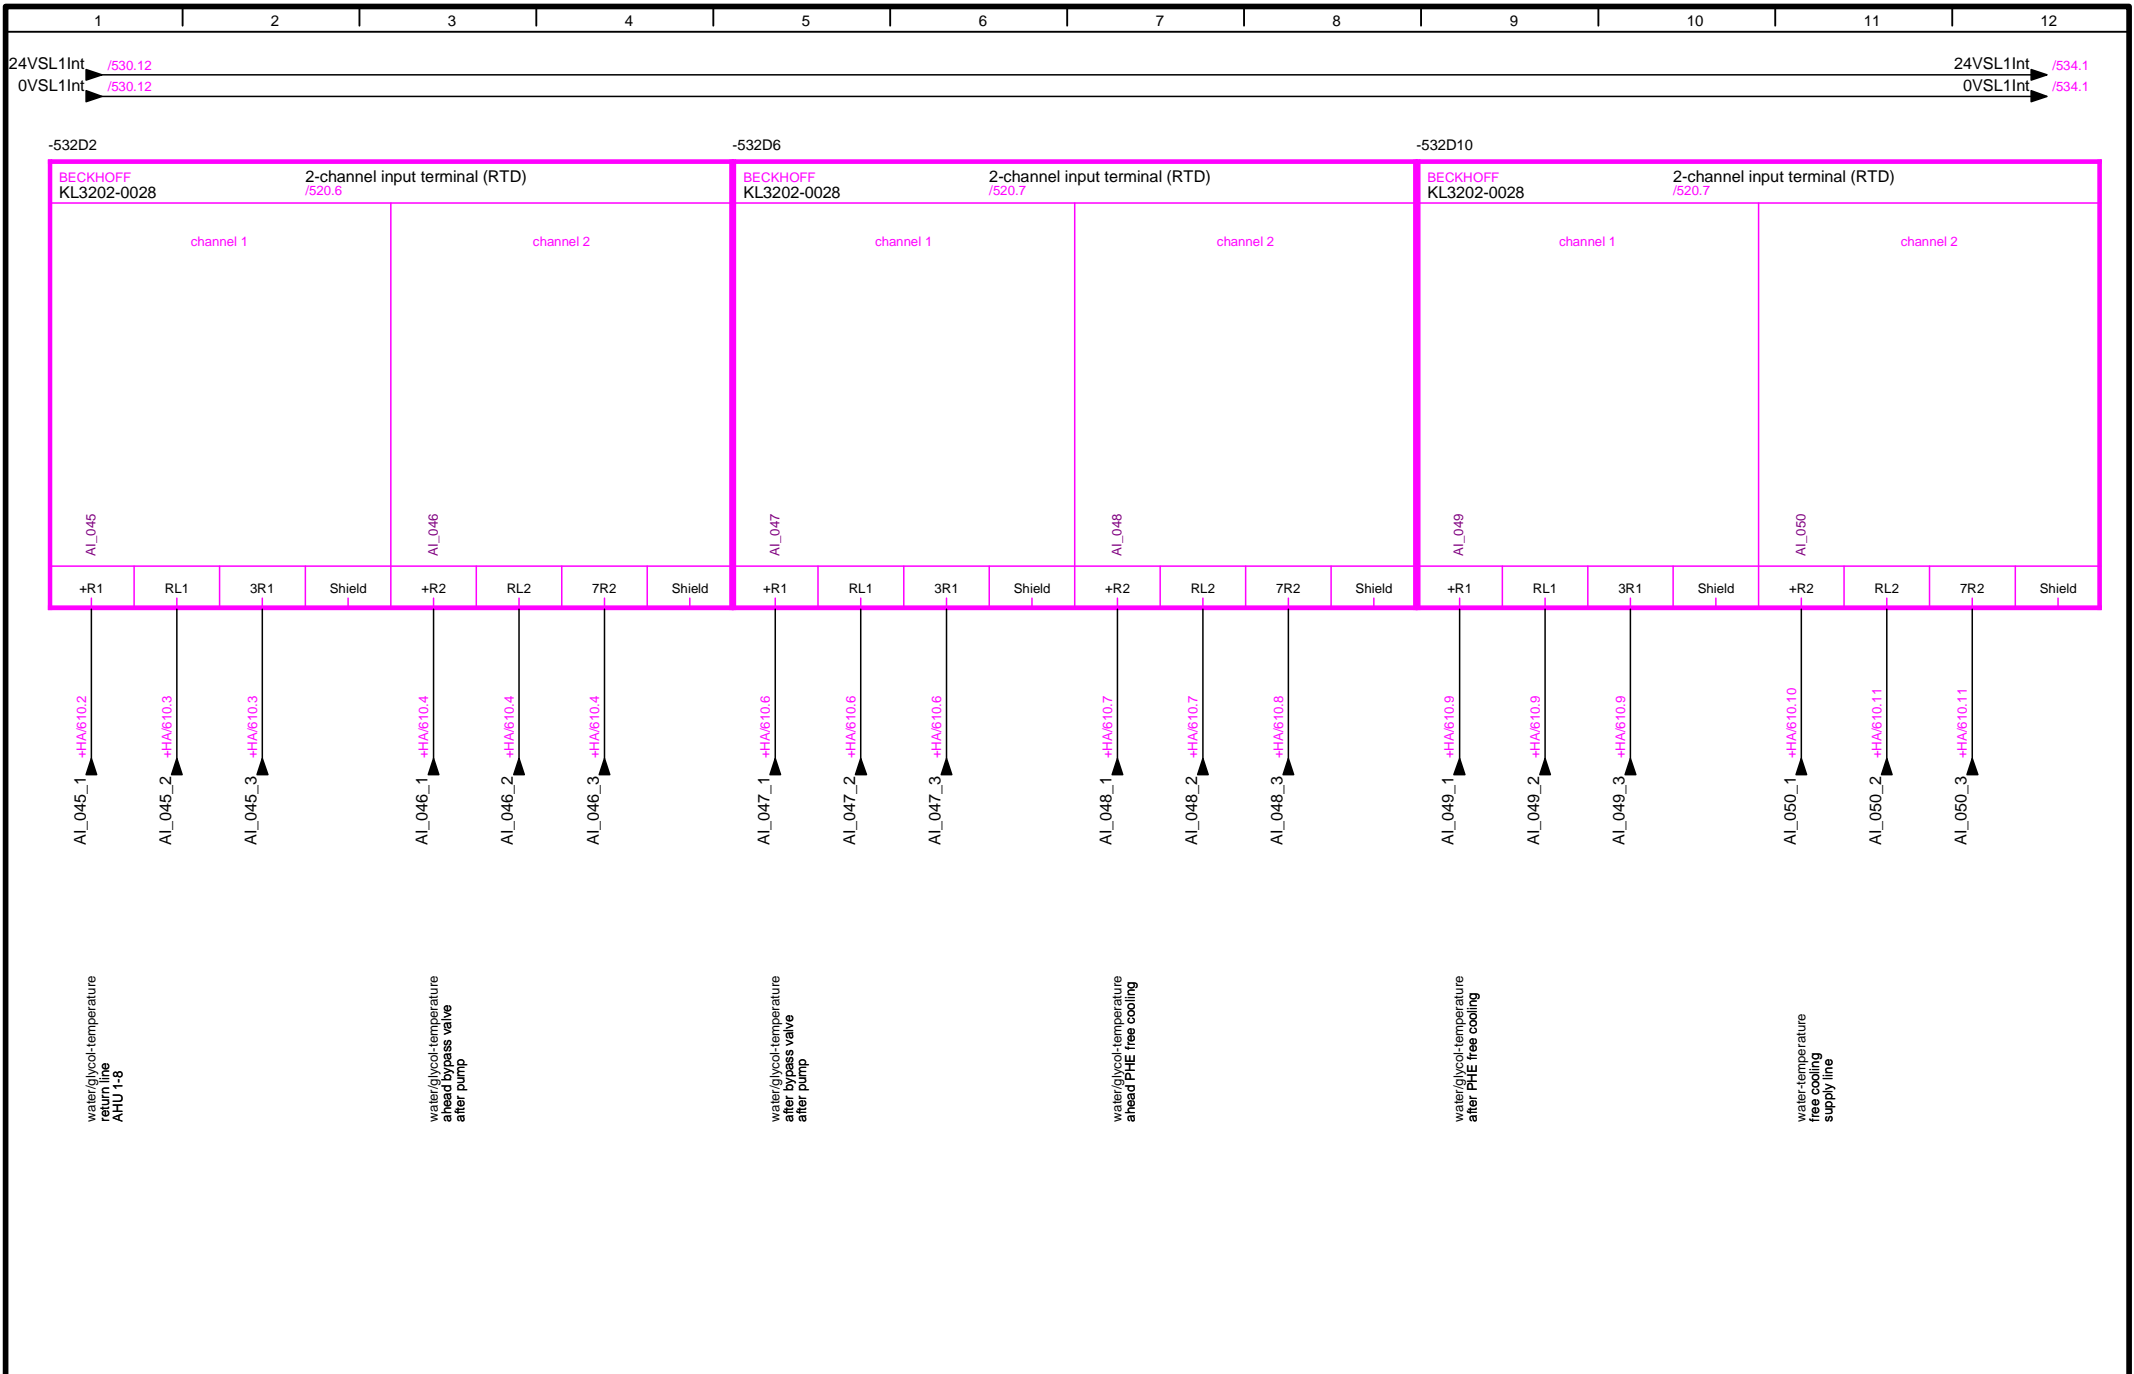 1 2 3 4 5 6 7 8 9 10 11 12
24VSL1Int /530.12 24VSL1Int /534.1
0VSL1Int /530.12 0VSL1Int /534.1
-532D2 -532D6 -532D10
BECKHOFF 2-channel input terminal (RTD) BECKHOFF 2-channel input terminal (RTD) BECKHOFF 2-channel input terminal (RTD)
KL3202-0028 /520.6 KL3202-0028 /520.7 KL3202-0028 /520.7
channel 1 channel 2 channel 1 channel 2 channel 1 channel 2
AI_045 AI_046 AI_047 AI_048 AI_049 AI_050
+R1 RL1 3R1 Shield +R2 RL2 7R2 Shield +R1 RL1 3R1 Shield +R2 RL2 7R2 Shield +R1 RL1 3R1 Shield +R2 RL2 7R2 Shield
+HA/610.2 +HA/610.3 +HA/610.3 +HA/610.4 +HA/610.4 +HA/610.4 +HA/610.6 +HA/610.6 +HA/610.6 +HA/610.7 +HA/610.7 +HA/610.8 +HA/610.9 +HA/610.9 +HA/610.9 +HA/610.10 +HA/610.11 +HA/610.11
AI_045_1 AI_045_2 AI_045_3 AI_046_1 AI_046_2 AI_046_3 AI_047_1 AI_047_2 AI_047_3 AI_048_1 AI_048_2 AI_048_3 AI_049_1 AI_049_2 AI_049_3 AI_050_1 AI_050_2 AI_050_3
water/glycol-temperature
return line
AHU 1-8
water/glycol-temperature
ahead bypass valve
after pump
water/glycol-temperature
after bypass valve
after pump
water/glycol-temperature
ahead PHE free cooling
water/glycol-temperature
after PHE free cooling
water-temperature
free cooling
supply line